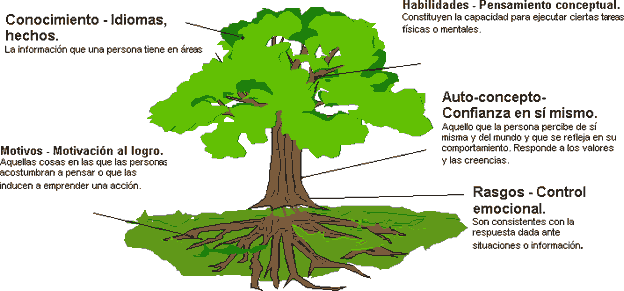 Conocimiento - Idiomas,
hechos.
La información que una persona tiene en áreas
Habilidades - Pensamiento conceptual.
Constituyen la capacidad para ejecutar ciertas tareas
físicas o mentales.
Auto-concepto-
Confianza en sí mismo.
Aquello que la persona percibe de sí
misma y del mundo y que se refleja en su
comportamiento. Responde a los valores
y las creencias.
Motivos - Motivación al logro.
Aquellas cosas en las que las personas
acostumbran a pensar o que las
inducen a emprender una acción.
Rasgos - Control
emocional.
Son consistentes con la
respuesta dada ante
situaciones o información.